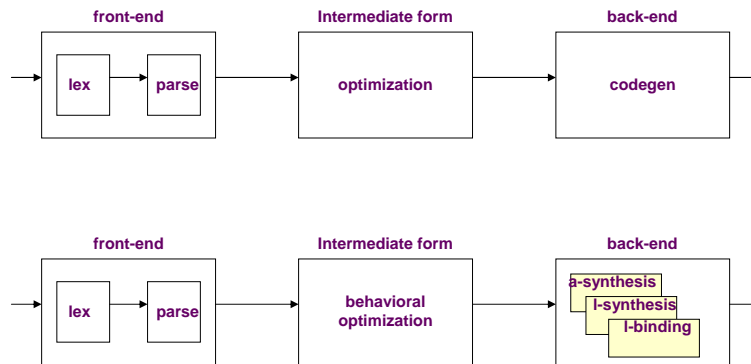 front-end Intermediate form back-end
lex parse optimization codegen
front-end Intermediate form back-end
a-synthesis
lex parse behavioral optimization l-synthesis
l-binding